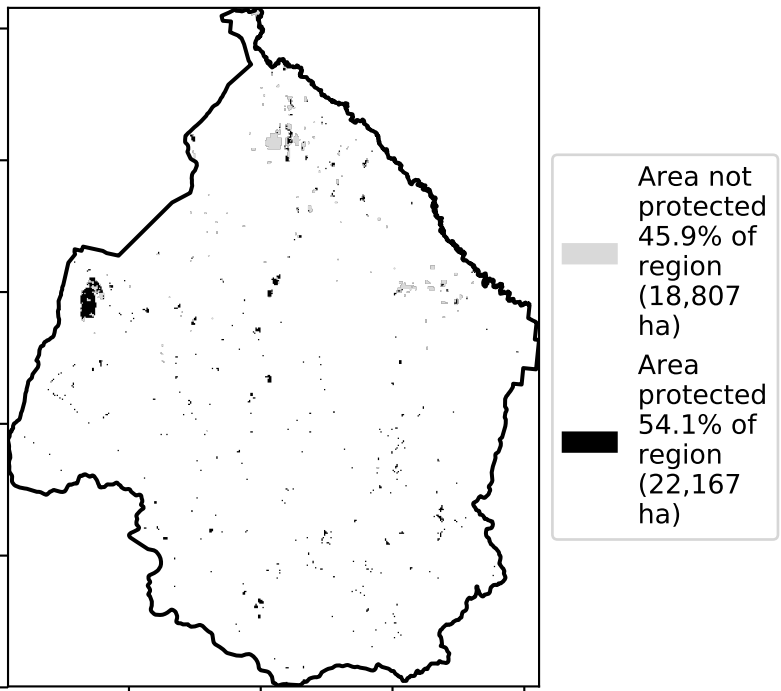 Area not
protected
45.9% of
region
(18,807
ha)
Area
protected
54.1% of
region
(22,167
ha)